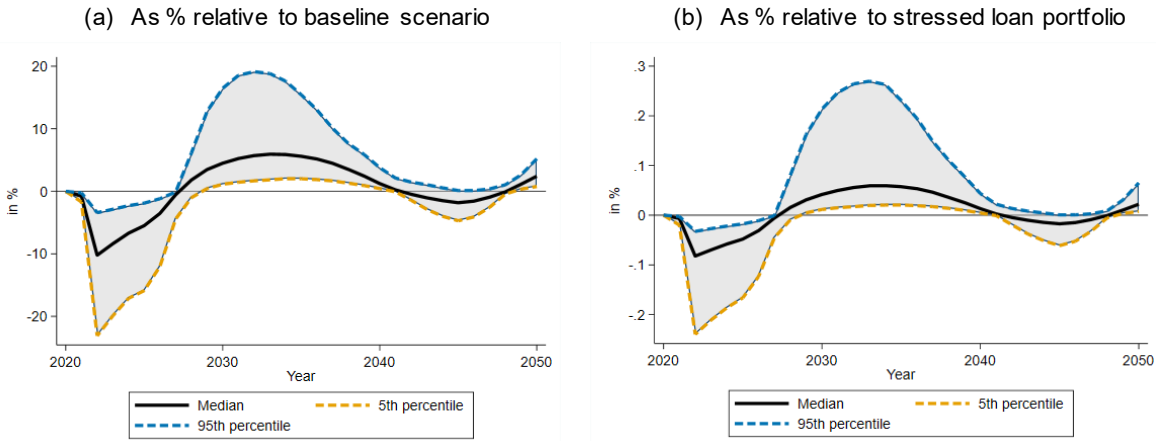 (a) As % relative to baseline scenario
20
10
0
-10
-20
in %
2020 2030 2040 2050
Year
Median 5th percentile
95th percentile
(b) As % relative to stressed loan portfolio
.3
.2
.1
0
-.1
-.2
in %
2020 2030 2040 2050
Year
Median 5th percentile
95th percentile